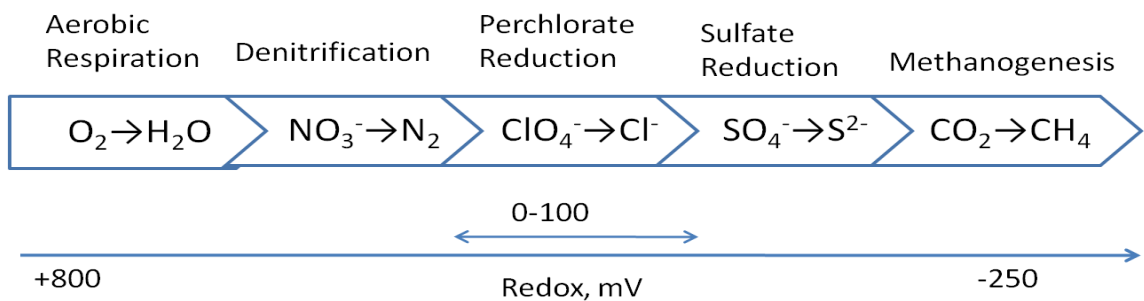 Aerobic
Respiration
Denitrification
Perchlorate
Reduction
Sulfate
Reduction
Methanogenesis
O₂→H₂O
NO₃⁻→N₂
ClO₄⁻→Cl⁻
SO₄⁻→S²⁻
CO₂→CH₄
0-100
+800
Redox, mV
-250